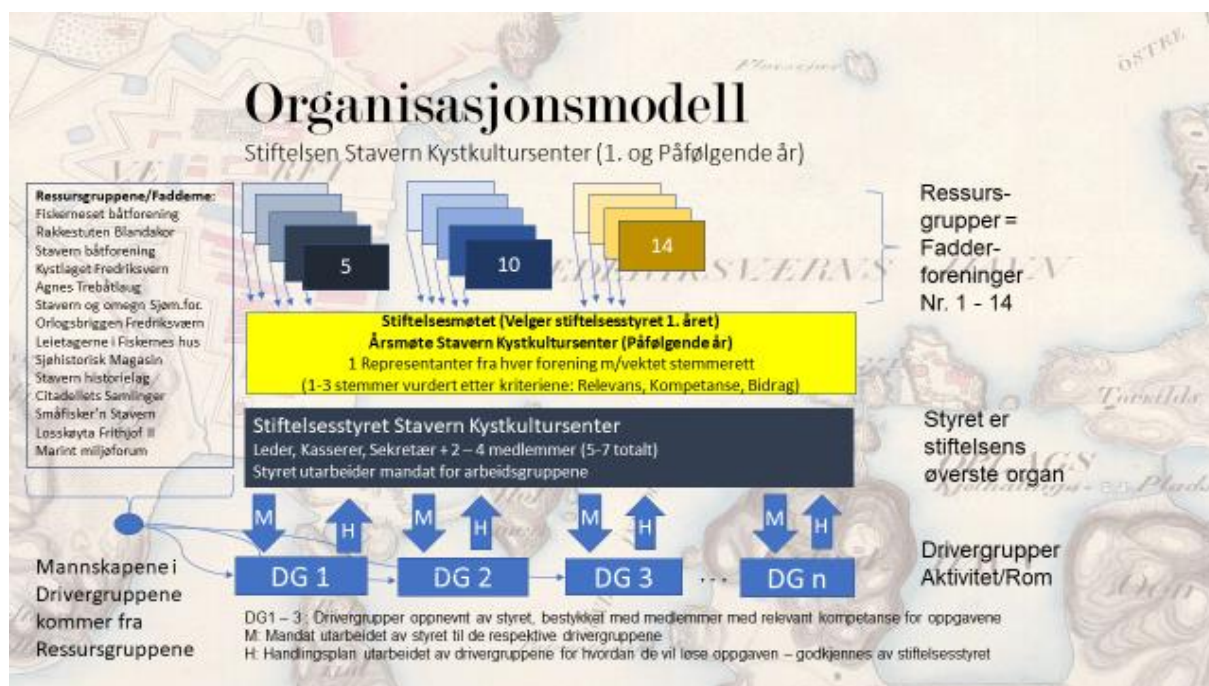 Organisasjonsmodell
Stiftelsen Stavern Kystkultursenter (1. og Påfølgende år)
Ressursgruppene/Fadderne:
Fiskerneset båtforening
Rakkestuten Blandakor
Stavern båtforening
Kystlaget Fredriksvern
Agnes Trebåtlaug
Stavern og omegn Sjøm.for.
Orlogsbriggen Fredriksværn
Leietagerne i Fiskernes hus
Sjøhistorisk Magasin
Stavern historielag
Citadellets Samlinger
Småfisker'n Stavern
Losskøyta Frithjof II
Marint miljøforum
5
10
14
Ressurs-
grupper =
Fadder-
foreninger
Nr. 1 - 14
Stiftelsesmøtet (Velger stiftelsesstyret 1. året)
Årsmøte Stavern Kystkultursenter (Påfølgende år)
1 Representanter fra hver forening m/vektet stemmerett
(1-3 stemmer vurdert etter kriteriene: Relevans, Kompetanse, Bidrag)
Stiftelsesstyret Stavern Kystkultursenter
Leder, Kasserer, Sekretær + 2 – 4 medlemmer (5-7 totalt)
Styret utarbeider mandat for arbeidsgruppene
Styret er
stiftelsens
øverste organ
M
H
M
H
M
H
M
H
DG 1
DG 2
DG 3
...
DG n
Drivergrupper
Aktivitet/Rom
Mannskapene i
Drivergruppene
kommer fra
Ressursgruppene
DG1 – 3 : Drivergrupper oppnevnt av styret, bestykket med medlemmer med relevant kompetanse for oppgavene
M: Mandat utarbeidet av styret til de respektive drivergruppene
H: Handlingsplan utarbeidet av drivergruppene for hvordan de vil løse oppgaven – godkjennes av stiftelsesstyret
ÖSTRE